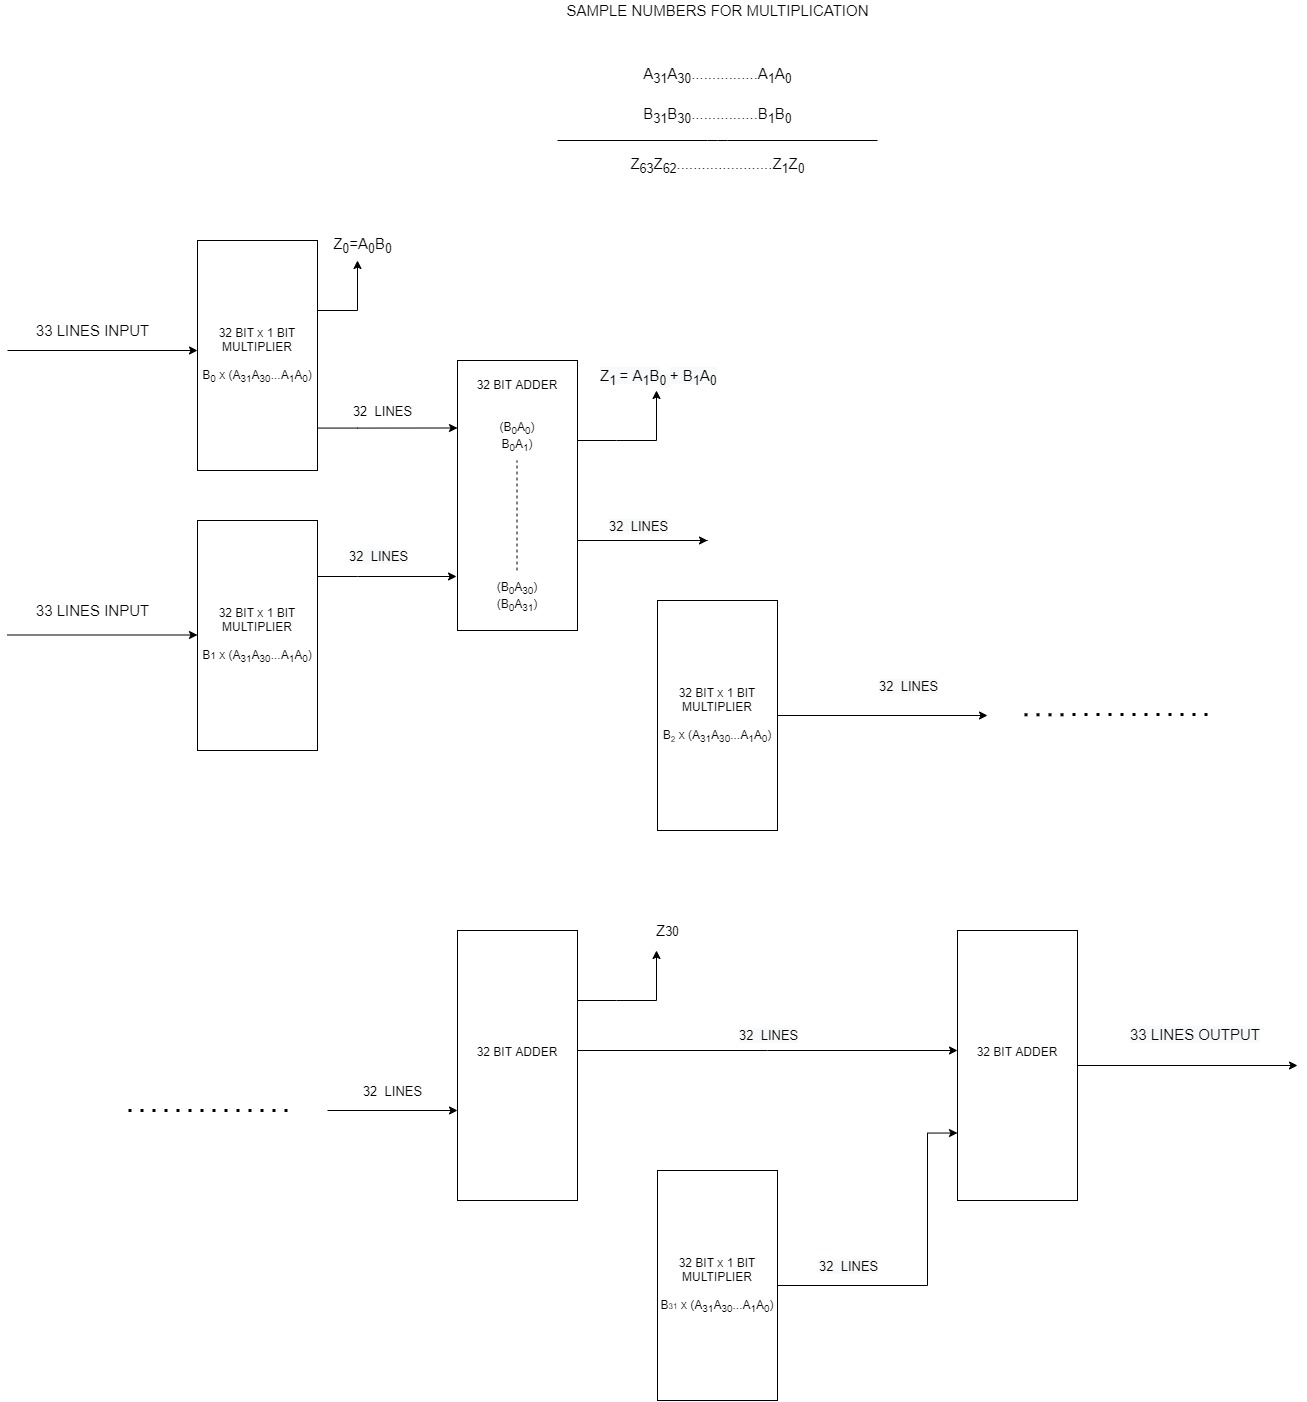 SAMPLE NUMBERS FOR MULTIPLICATION
A31A30................A1A0
B31B30................B1B0
Z63Z62.......................Z1Z0
Z0=A0B0
33 LINES INPUT
32 BIT X 1 BIT
MULTIPLIER
B0 X (A31A30...A1A0)
32 LINES
32 BIT ADDER
(B0A0)
B0A1)
(B0A30)
(B0A31)
Z1 = A1B0 + B1A0
32 LINES
33 LINES INPUT
32 BIT X 1 BIT
MULTIPLIER
B1 X (A31A30...A1A0)
32 LINES
32 BIT X 1 BIT
MULTIPLIER
B2 X (A31A30...A1A0)
32 LINES
32 LINES
32 BIT ADDER
Z30
32 LINES
32 BIT ADDER
33 LINES OUTPUT
32 BIT X 1 BIT
MULTIPLIER
B31 X (A31A30...A1A0)
32 LINES